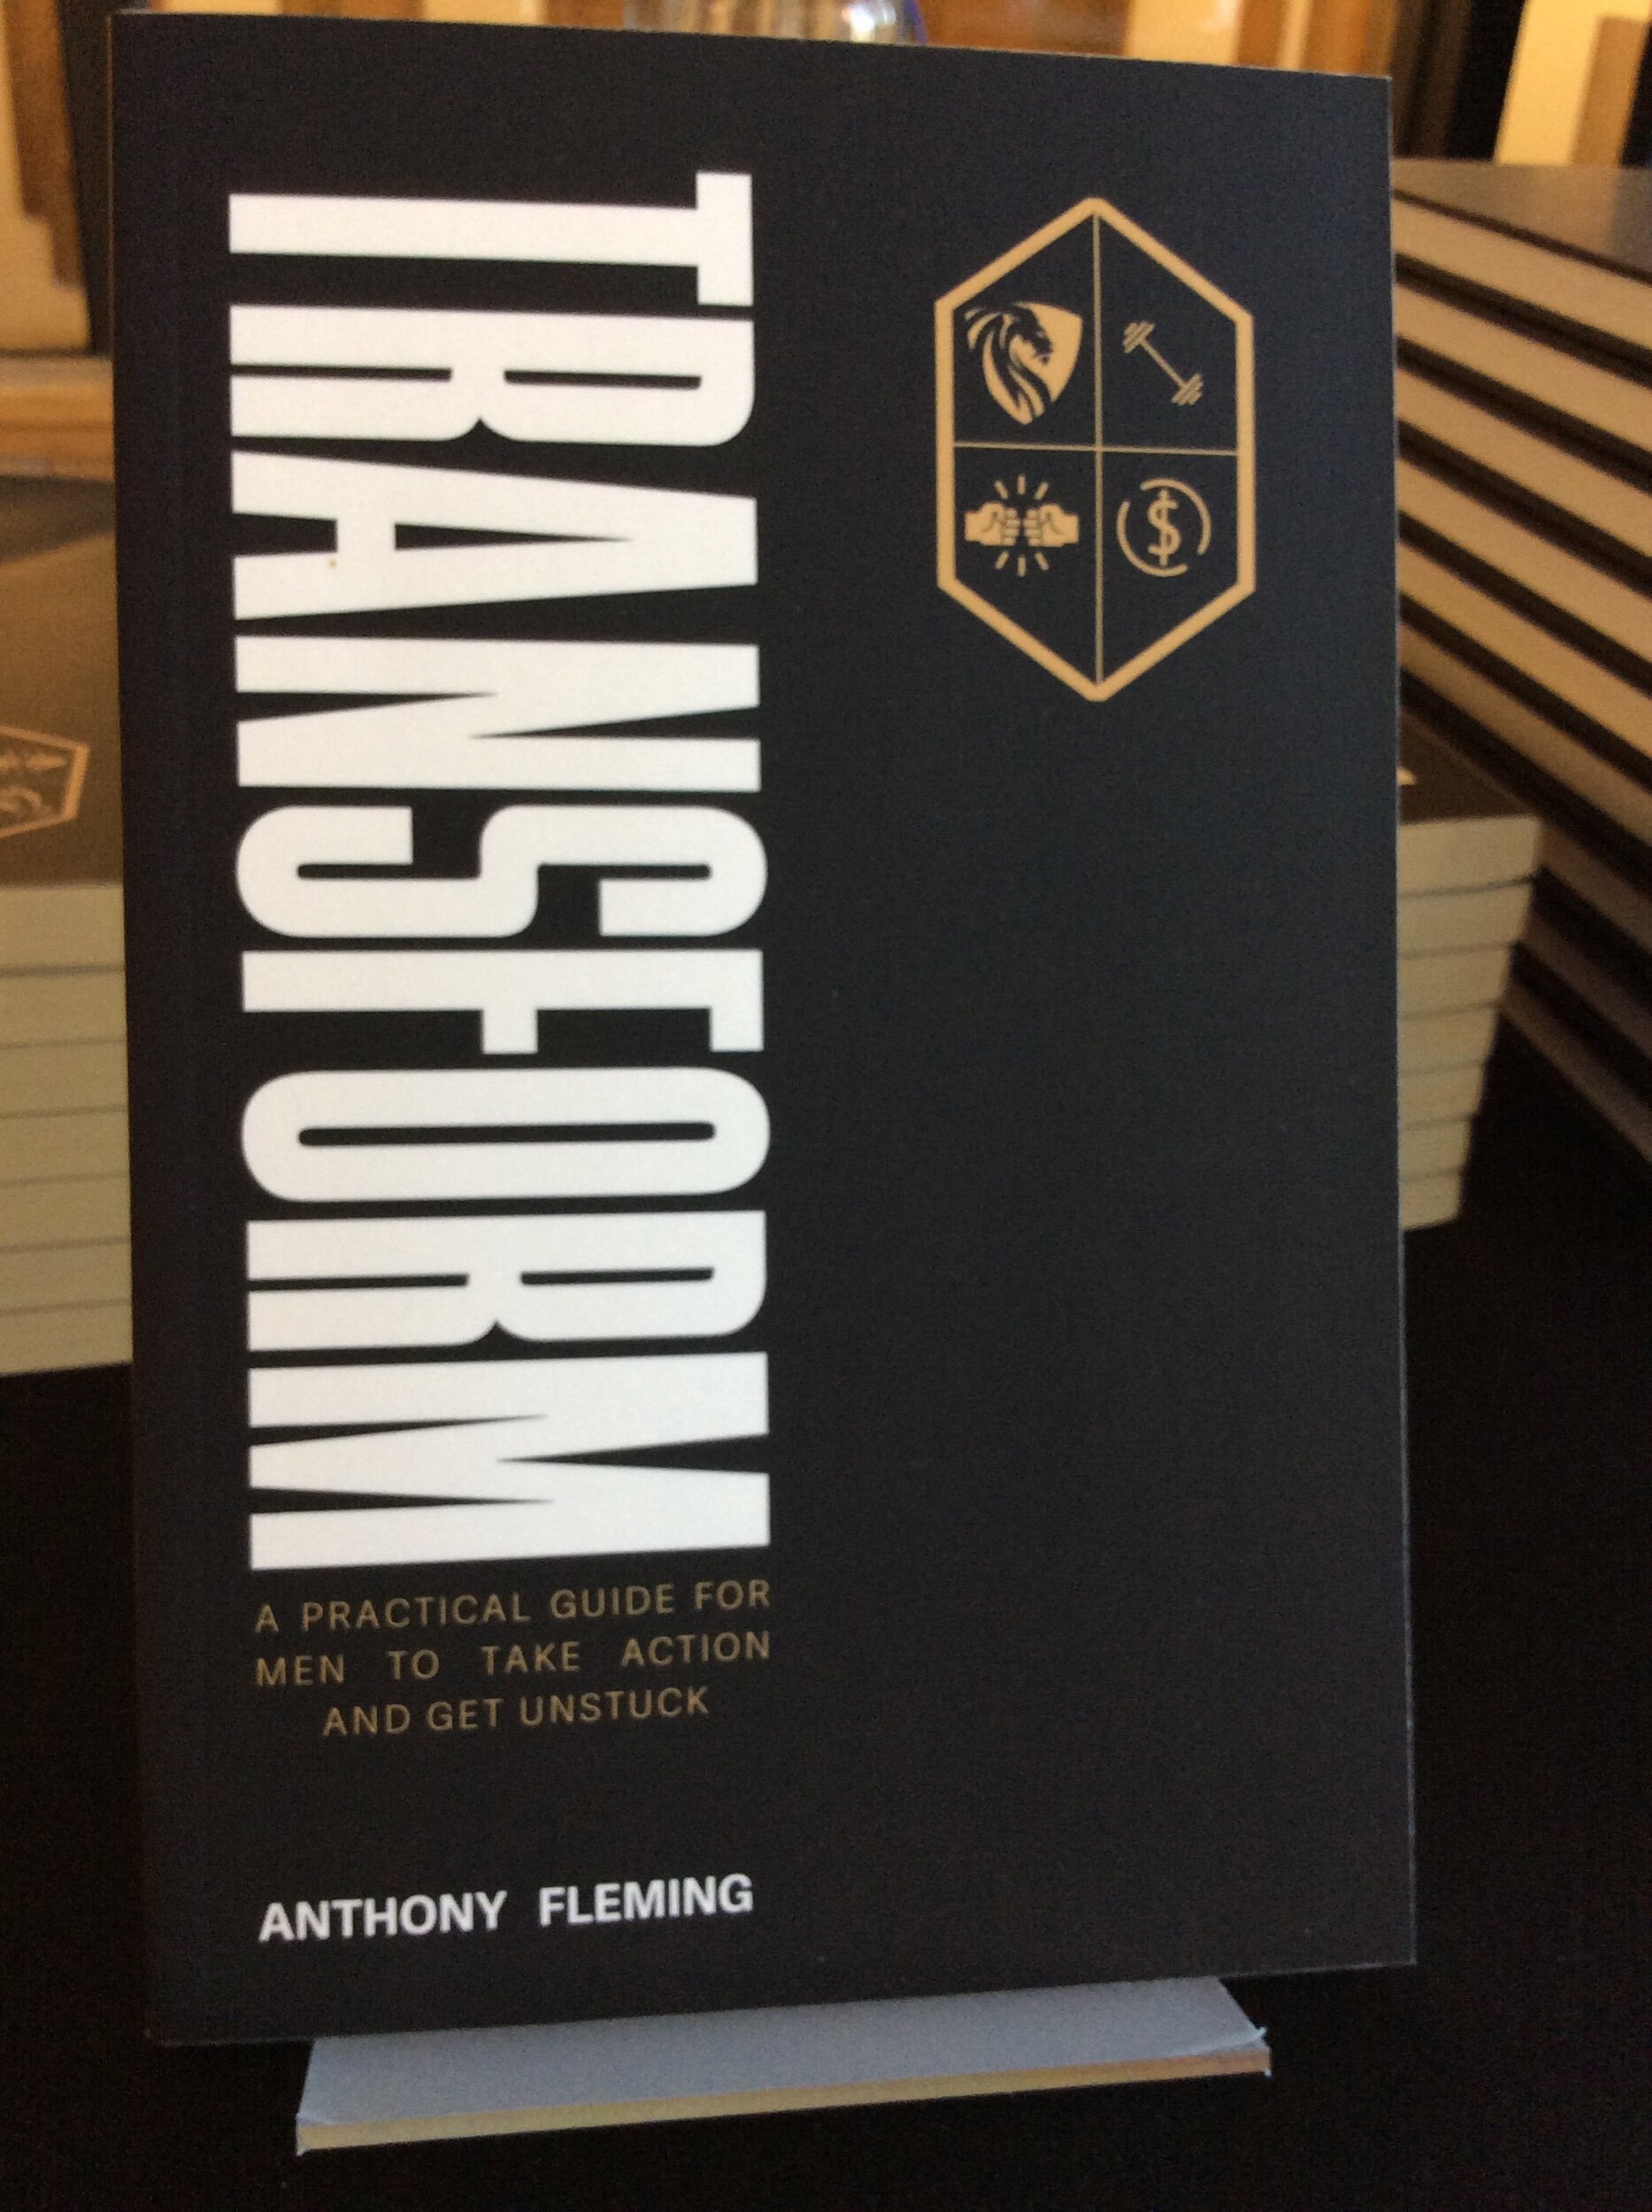 TRANSFORM
A PRACTICAL GUIDE FOR
MEN TO TAKE ACTION
AND GET UNSTUCK
ANTHONY FLEMING
$